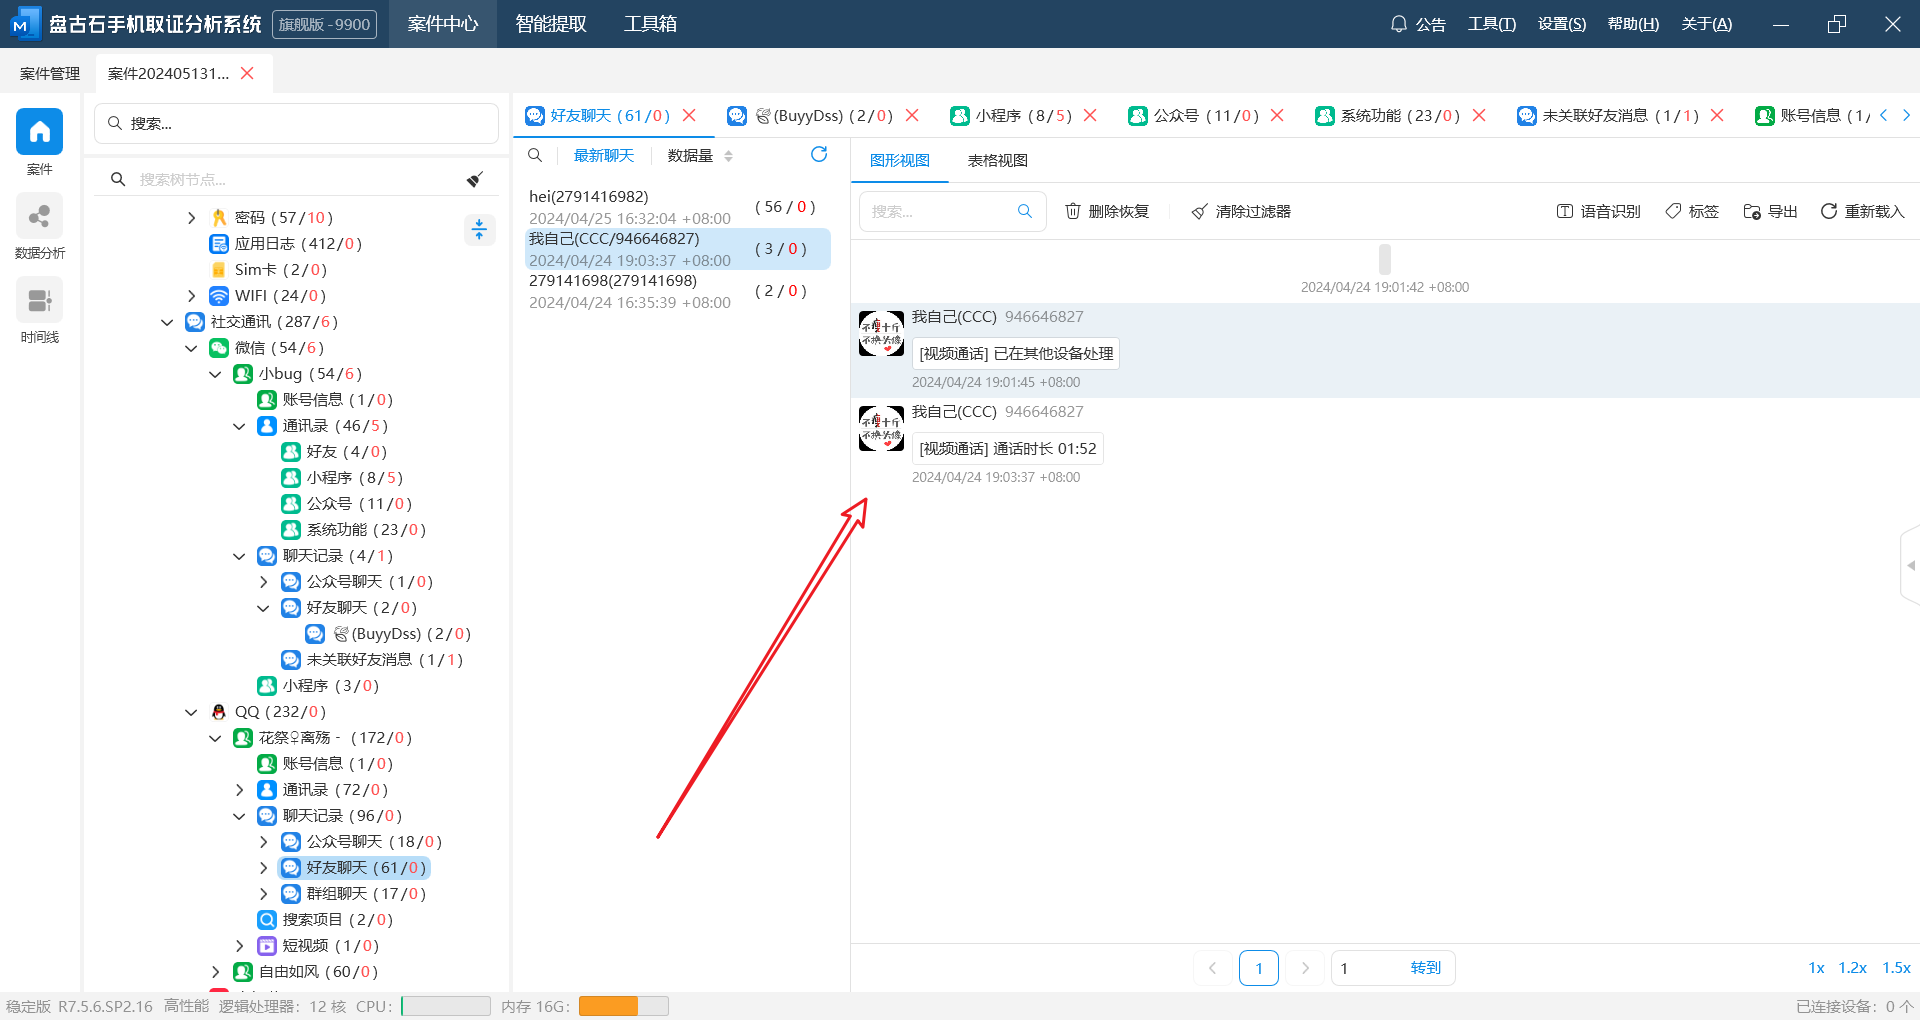 盘古石手机取证分析系统 旗舰版 -9900 案件中心 智能提取 工具箱 公告 工具(T) 设置(S) 帮助(H) 关于(A)
案件管理 案件202405131...
案件
数据分析
时间线
搜索...
搜索树节点...
密码 (57/10)
应用日志 (412/0)
Sim卡 (2/0)
WIFI (24/0)
社交通讯 (287/6)
微信 (54/6)
小bug (54/6)
账号信息 (1/0)
通讯录 (46/5)
好友 (4/0)
小程序 (8/5)
公众号 (11/0)
系统功能 (23/0)
聊天记录 (4/1)
公众号聊天 (1/0)
好友聊天 (2/0)
(BuyyDss) (2/0)
未关联好友消息 (1/1)
小程序 (3/0)
QQ (232/0)
花祭♀离殇 - (172/0)
账号信息 (1/0)
通讯录 (72/0)
聊天记录 (96/0)
公众号聊天 (18/0)
好友聊天 (61/0)
群组聊天 (17/0)
搜索项目 (2/0)
短视频 (1/0)
自由如风 (60/0)
好友聊天 (61/0) (BuyyDss) (2/0) 小程序 (8/5) 公众号 (11/0) 系统功能 (23/0) 未关联好友消息 (1/1) 账号信息 (1/
最新聊天 数据量
hei(2791416982)
2024/04/25 16:32:04 +08:00 (56/0)
我自己(CCC/946646827)
2024/04/24 19:03:37 +08:00 (3/0)
279141698(279141698)
2024/04/24 16:35:39 +08:00 (2/0)
图形视图 表格视图
搜索... 删除恢复 清除过滤器 语音识别 标签 导出 重新载入
2024/04/24 19:01:42 +08:00
我自己(CCC) 946646827
不瘦十斤
不换头像
[视频通话] 已在其他设备处理
2024/04/24 19:01:45 +08:00
我自己(CCC) 946646827
不瘦十斤
不换头像
[视频通话] 通话时长 01:52
2024/04/24 19:03:37 +08:00
1 1 转到 1x 1.2x 1.5x
稳定版 R7.5.6.SP2.16 高性能 逻辑处理器: 12 核 CPU: 内存 16G: 已连接设备: 0 个